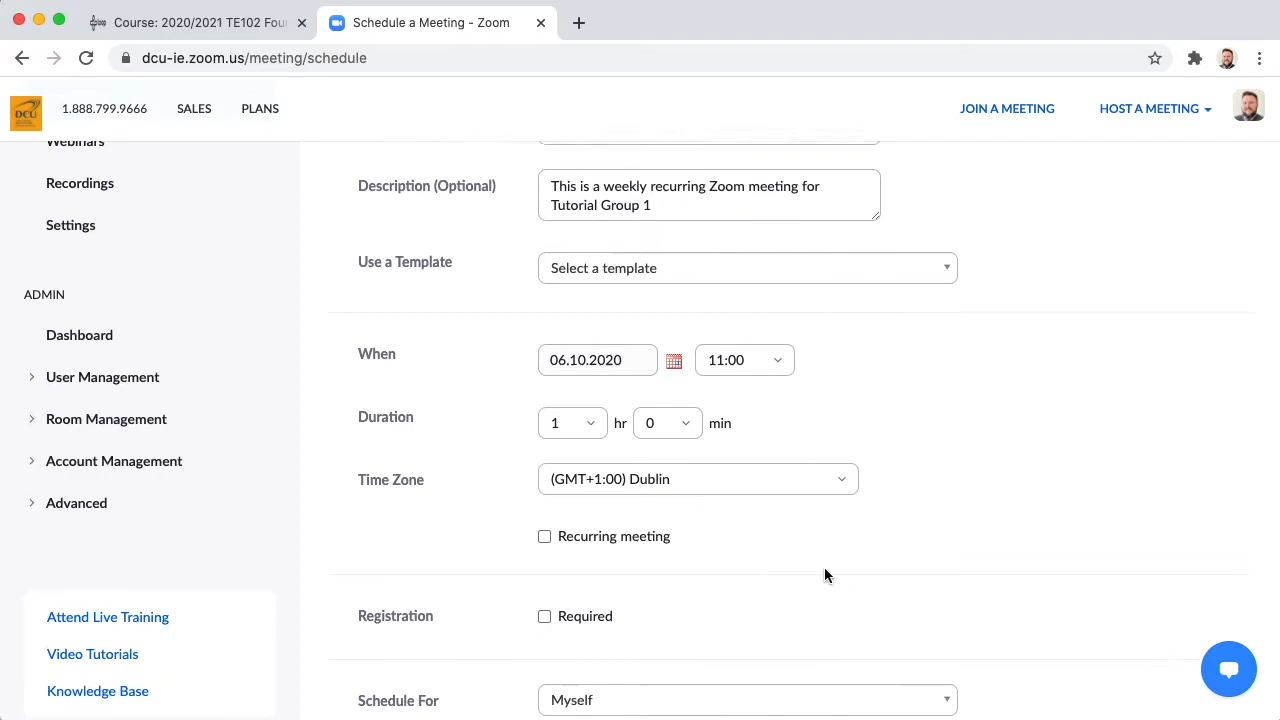 Course: 2020/2021 TE102 Four
Schedule a Meeting - Zoom
dcu-ie.zoom.us/meeting/schedule
DCU
1.888.799.9666
SALES
PLANS
JOIN A MEETING
HOST A MEETING
Webinars
Recordings
Settings
ADMIN
Dashboard
User Management
Room Management
Account Management
Advanced
Attend Live Training
Video Tutorials
Knowledge Base
Description (Optional)
This is a weekly recurring Zoom meeting for
Tutorial Group 1
Use a Template
Select a template
When
06.10.2020
11:00
Duration
1 hr 0 min
Time Zone
(GMT+1:00) Dublin
Recurring meeting
Registration
Required
Schedule For
Myself